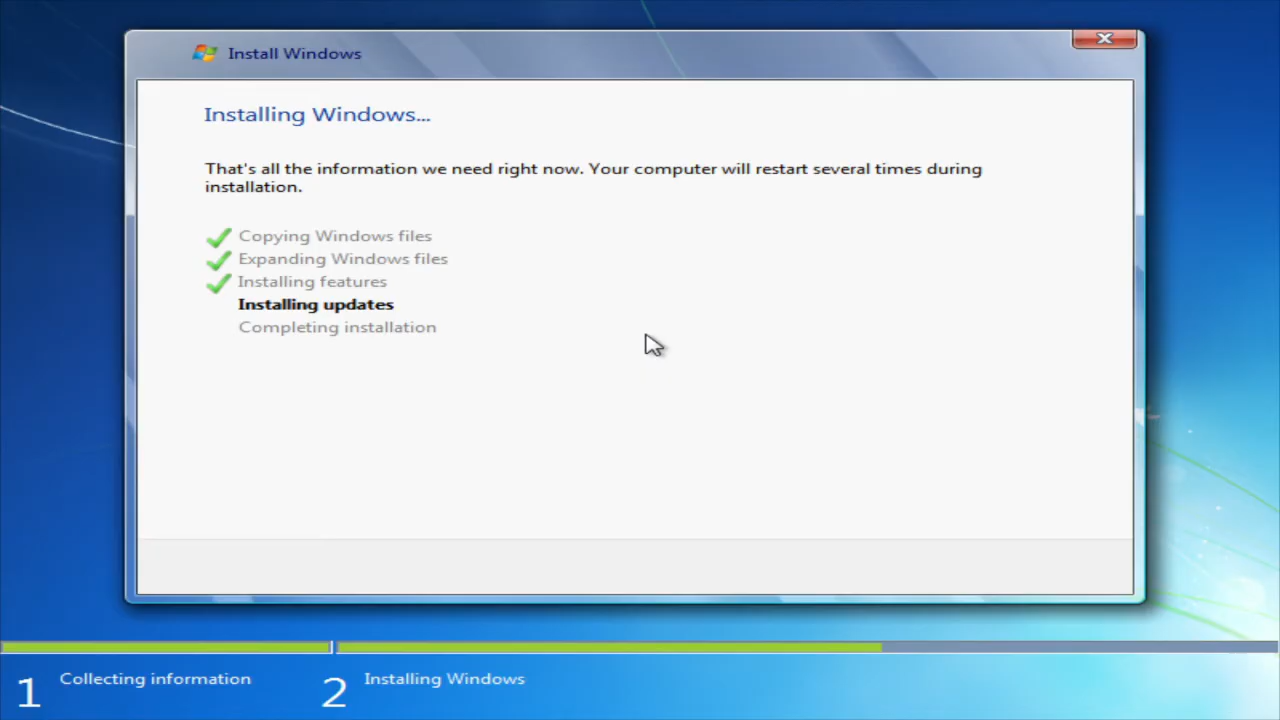 Install Windows
Installing Windows...
That's all the information we need right now. Your computer will restart several times during
installation.
Copying Windows files
Expanding Windows files
Installing features
Installing updates
Completing installation
1 Collecting information
2 Installing Windows